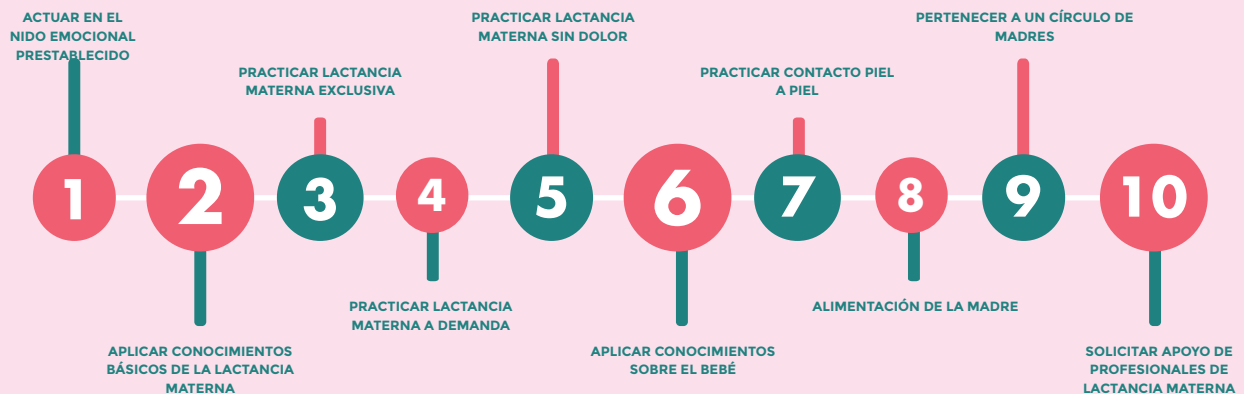 ACTUAR EN EL
NIDO EMOCIONAL
PRESTABLECIDO
1
2
APLICAR CONOCIMIENTOS
BÁSICOS DE LA LACTANCIA
MATERNA
PRACTICAR LACTANCIA
MATERNA EXCLUSIVA
3
4
PRACTICAR LACTANCIA
MATERNA A DEMANDA
PRACTICAR LACTANCIA
MATERNA SIN DOLOR
5
6
APLICAR CONOCIMIENTOS
SOBRE EL BEBÉ
PRACTICAR CONTACTO PIEL
A PIEL
7
8
ALIMENTACIÓN DE LA MADRE
PERTENECER A UN CÍRCULO DE
MADRES
9
10
SOLICITAR APOYO DE
PROFESIONALES DE
LACTANCIA MATERNA